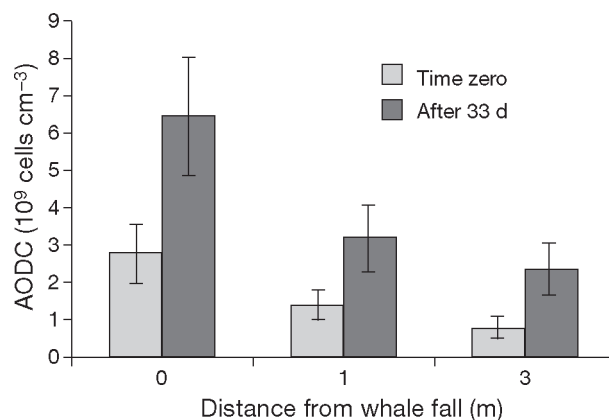 9
8
7
6
5
4
3
2
1
0
AODC (10⁹ cells cm⁻³)
Time zero
After 33 d
0 1 3
Distance from whale fall (m)